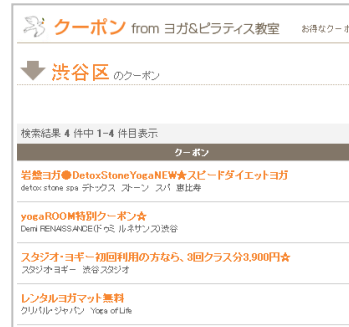 クーポン from ヨガ&ピラティス教室 お得なクーポ
渋谷区 のクーポン
検索結果 4 件中 1-4 件目表示
クーポン
岩盤ヨガ●DetoxStoneYogaNEW★スピードダイエットヨガ
detox stone spa デトックス ストーン スパ 恵比寿
yogaROOM特別クーポン☆
Demi RENAISSANCE(ドゥミ ルネサンス)渋谷
スタジオ・ヨギー初回利用の方なら、3回クラス分3,900円☆
スタジオ・ヨギー 渋谷スタジオ
レンタルヨガマット無料
クリパル・ジャパン Yoga of Life